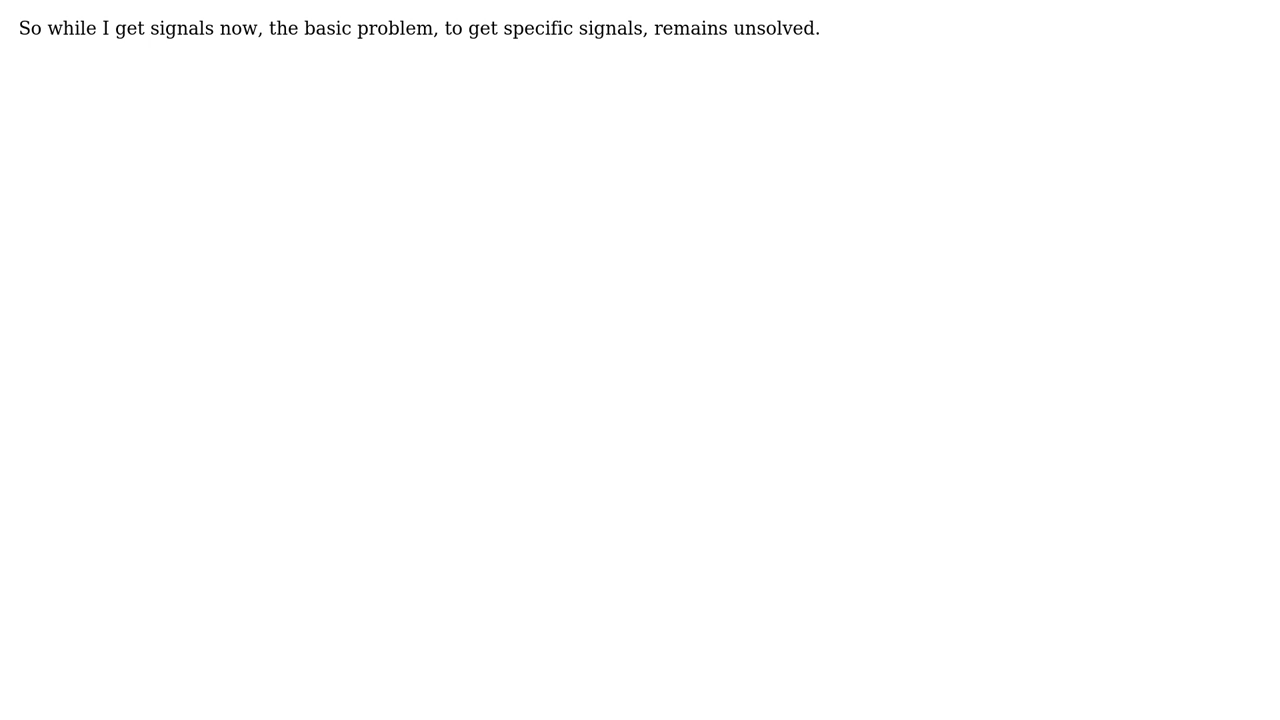 So while I get signals now, the basic problem, to get specific signals, remains unsolved.